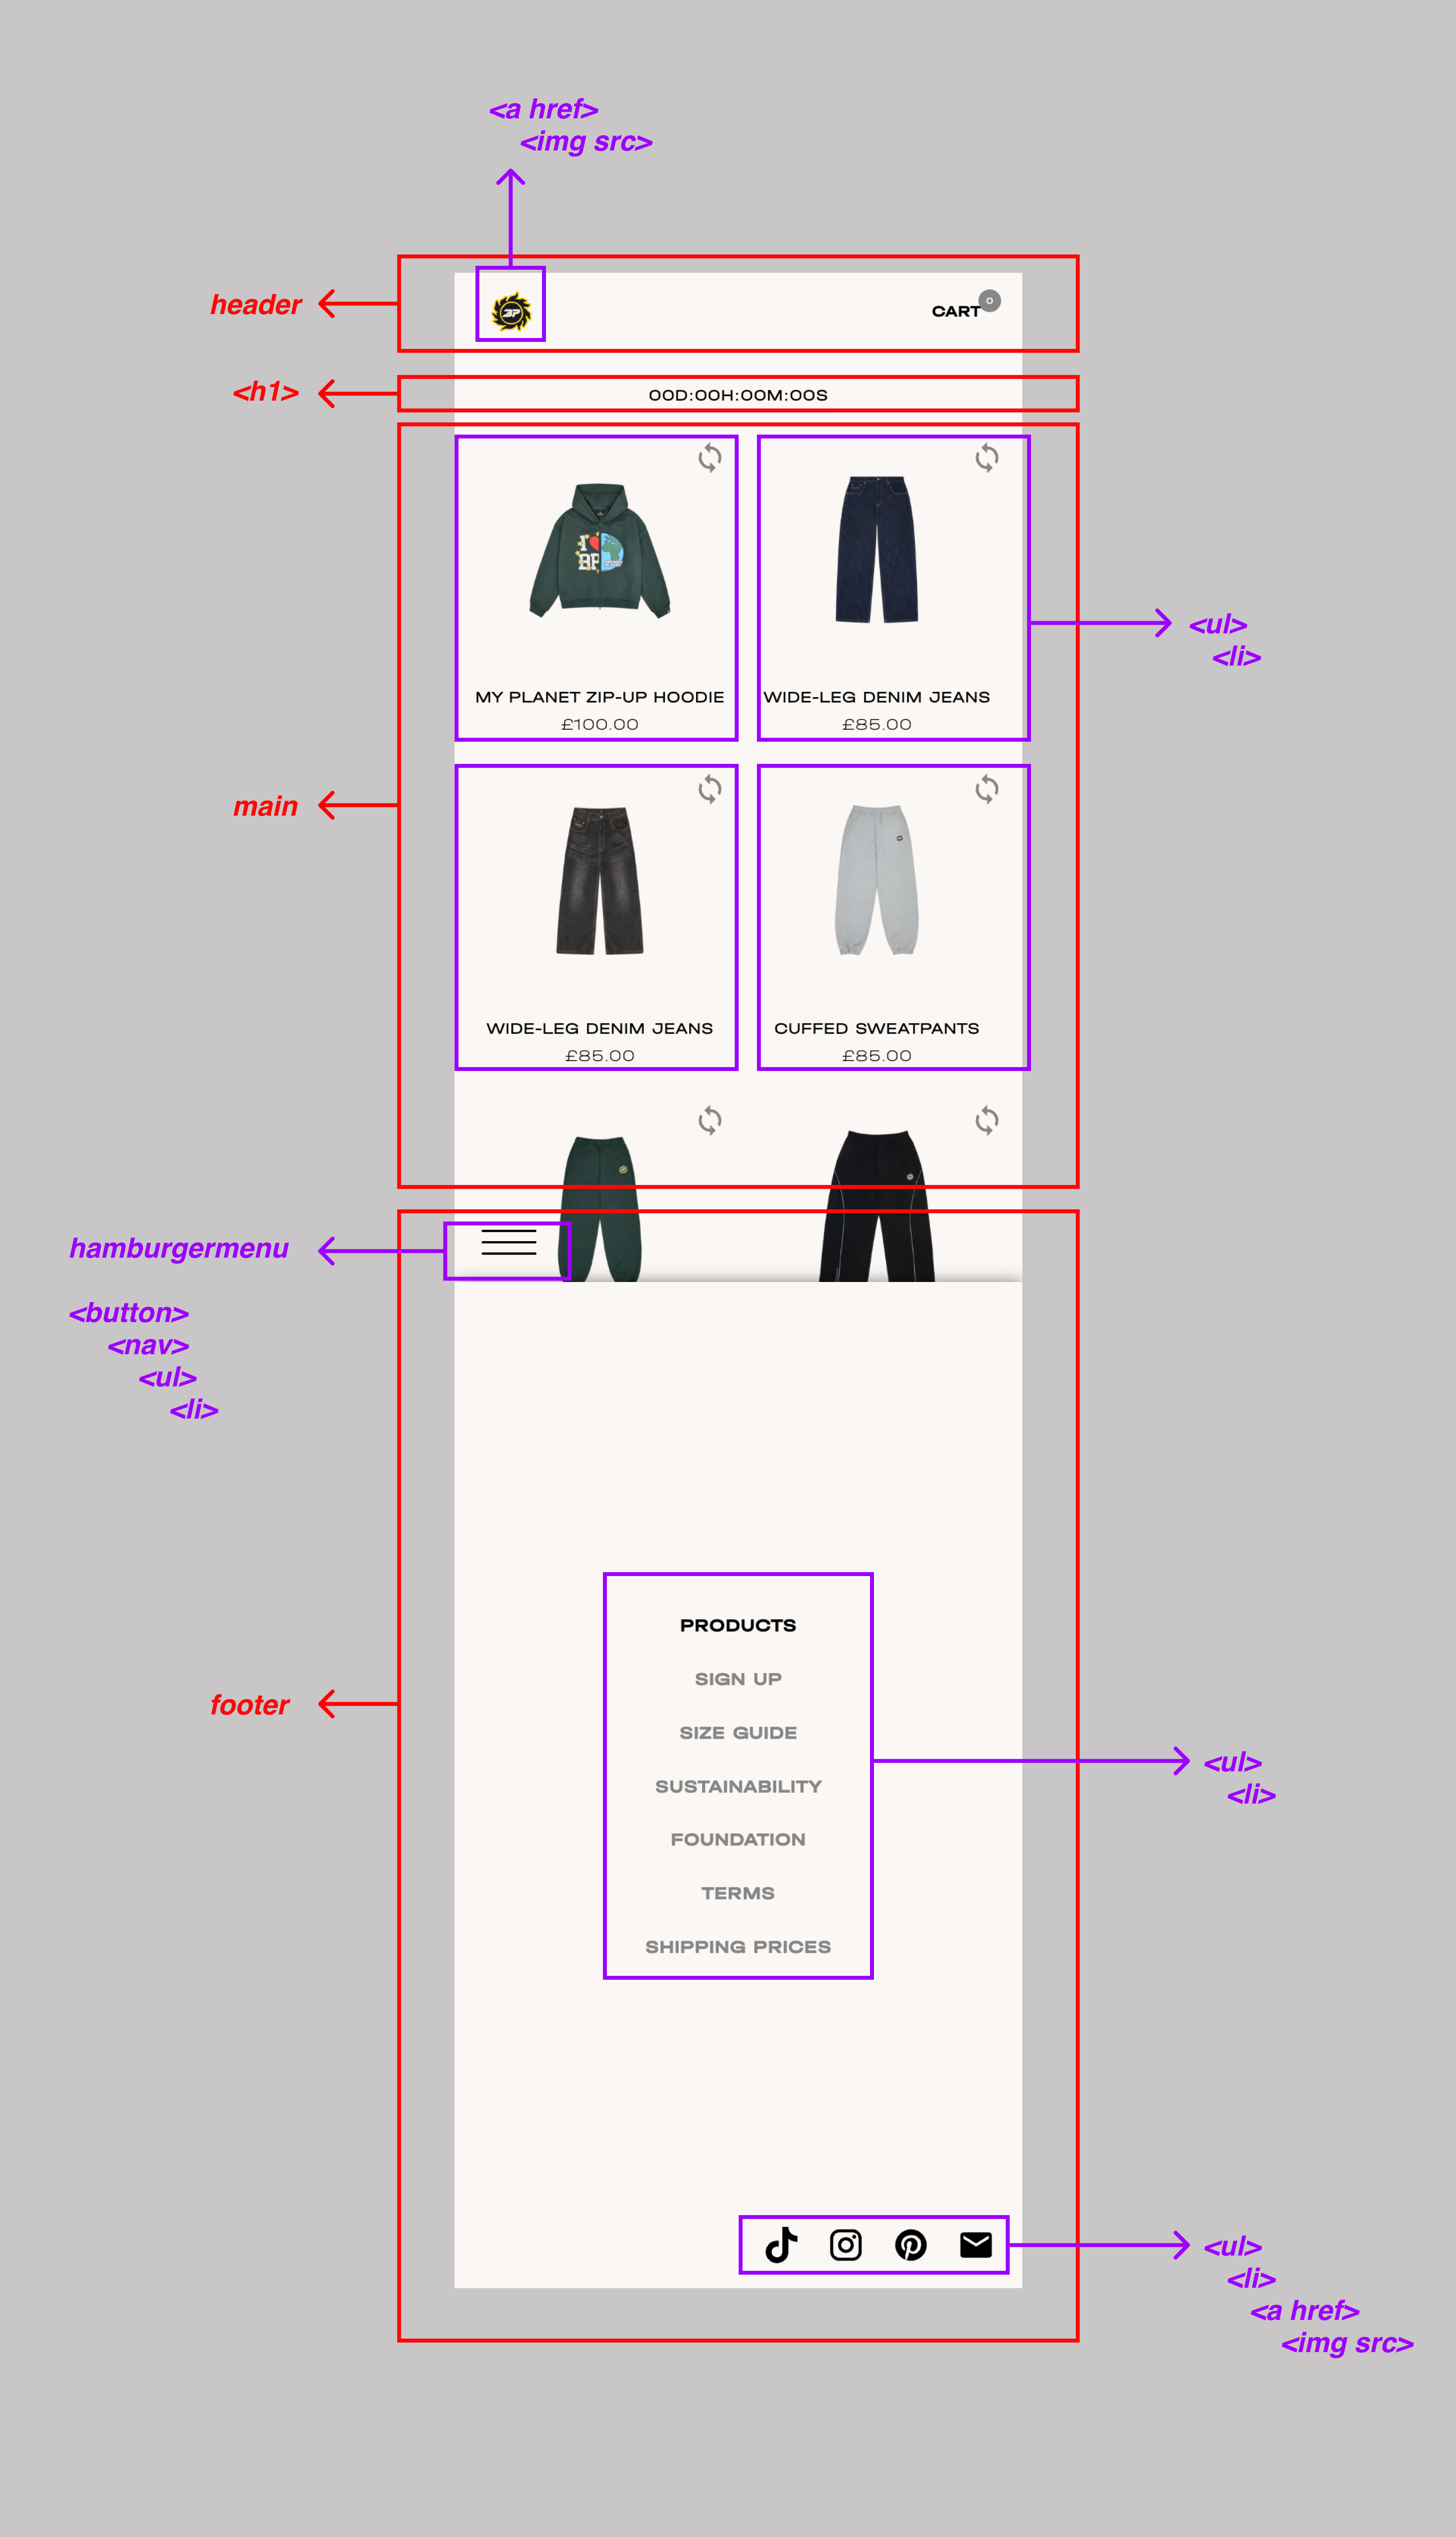 <a href>
<img src>
header
CART
0
<h1>
00D:00H:00M:00S
I
BP
MY PLANET ZIP-UP HOODIE
WIDE-LEG DENIM JEANS
£100.00
£85.00
<ul>
<li>
main
WIDE-LEG DENIM JEANS
CUFFED SWEATPANTS
£85.00
£85.00
hamburgermenu
<button>
<nav>
<ul>
<li>
footer
PRODUCTS
SIGN UP
SIZE GUIDE
SUSTAINABILITY
FOUNDATION
TERMS
SHIPPING PRICES
<ul>
<li>
<ul>
<li>
<a href>
<img src>